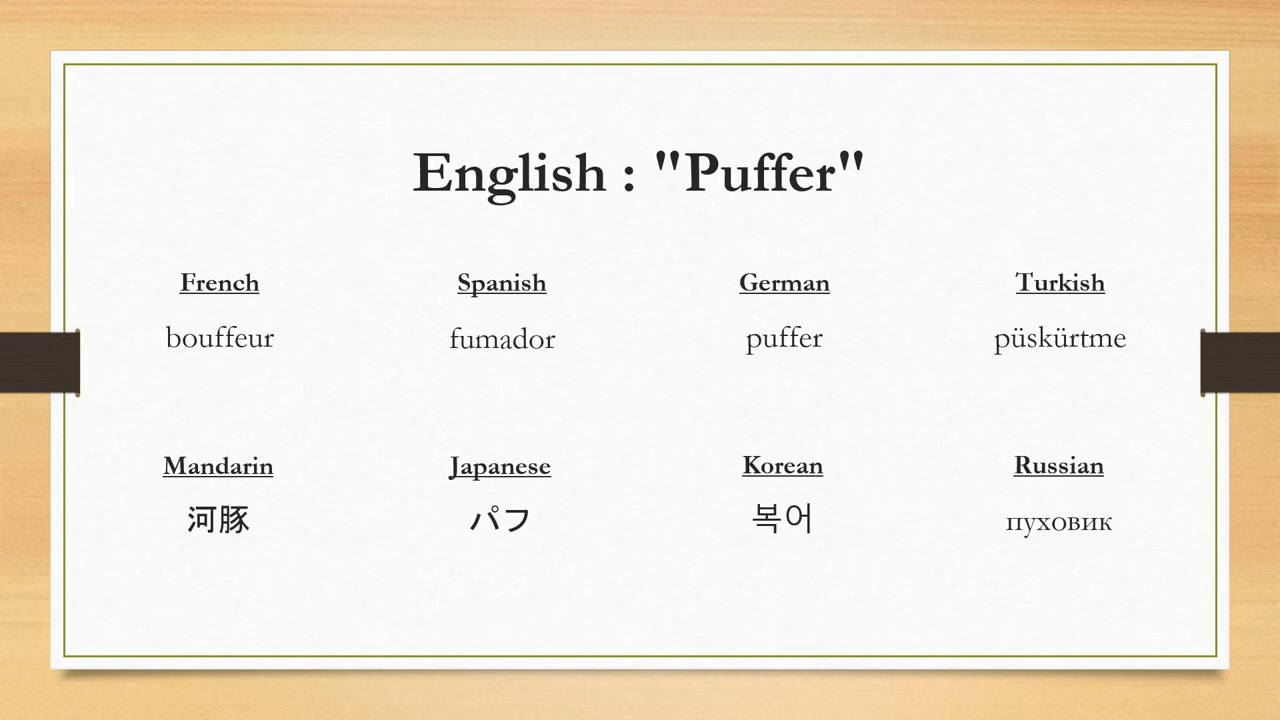 English : "Puffer"
French
bouffeur
Spanish
fumador
German
puffer
Turkish
püskürtme
Mandarin
河豚
Japanese
パフ
Korean
복어
Russian
пуховик